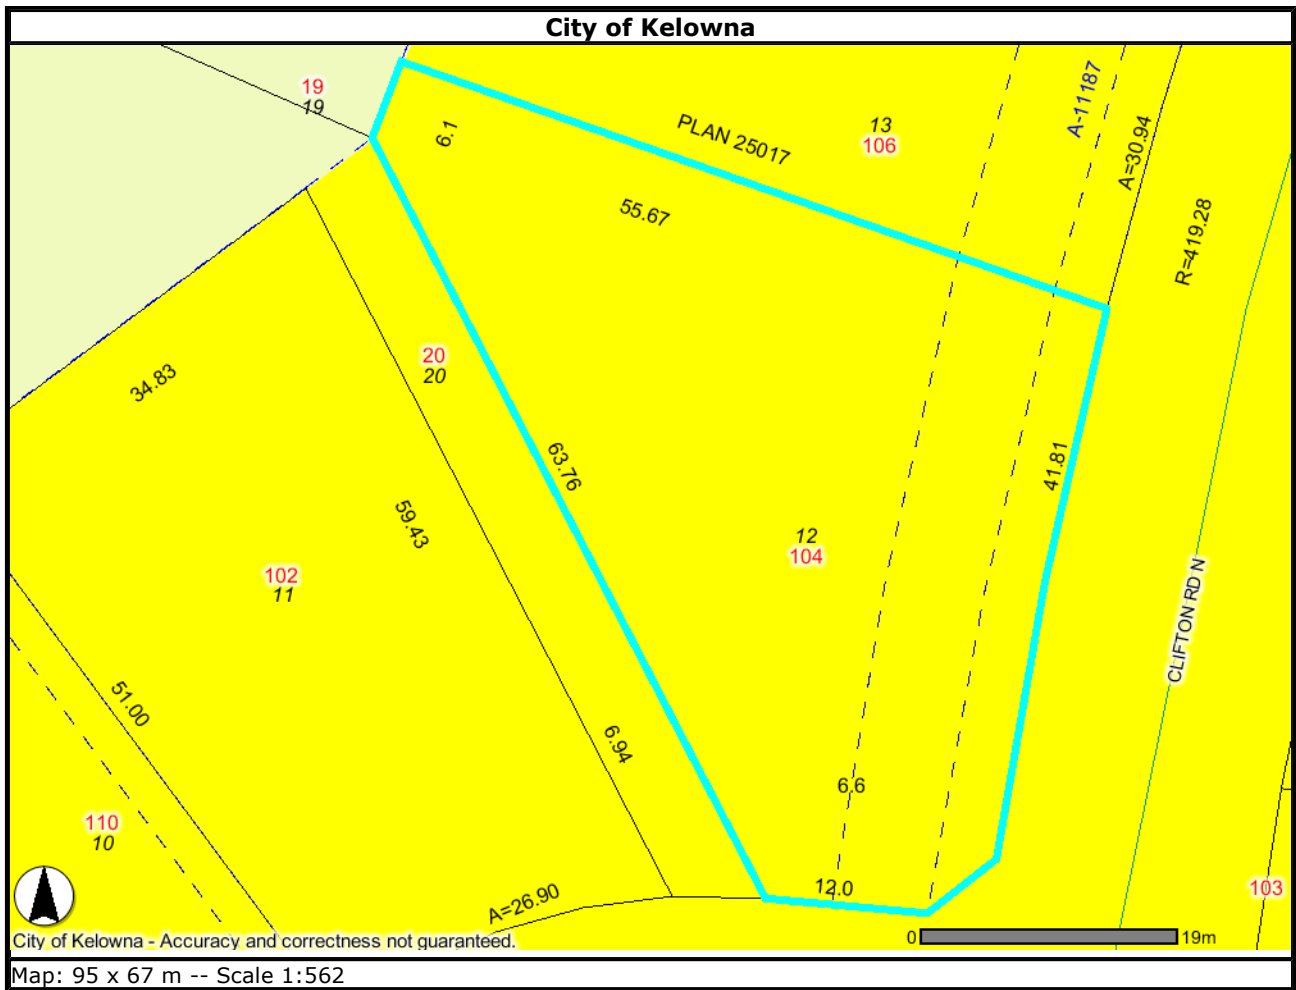 City of Kelowna
19
19
6.1
PLAN 25017
13
106
A-11187
A=30.94
R=419.28
55.67
34.83
20
20
63.76
59.43
41.81
12
104
102
11
CLIFTON RD N
51.00
6.94
6.6
110
10
12.0
A=26.90
103
City of Kelowna - Accuracy and correctness not guaranteed.
0 19m
Map: 95 x 67 m -- Scale 1:562